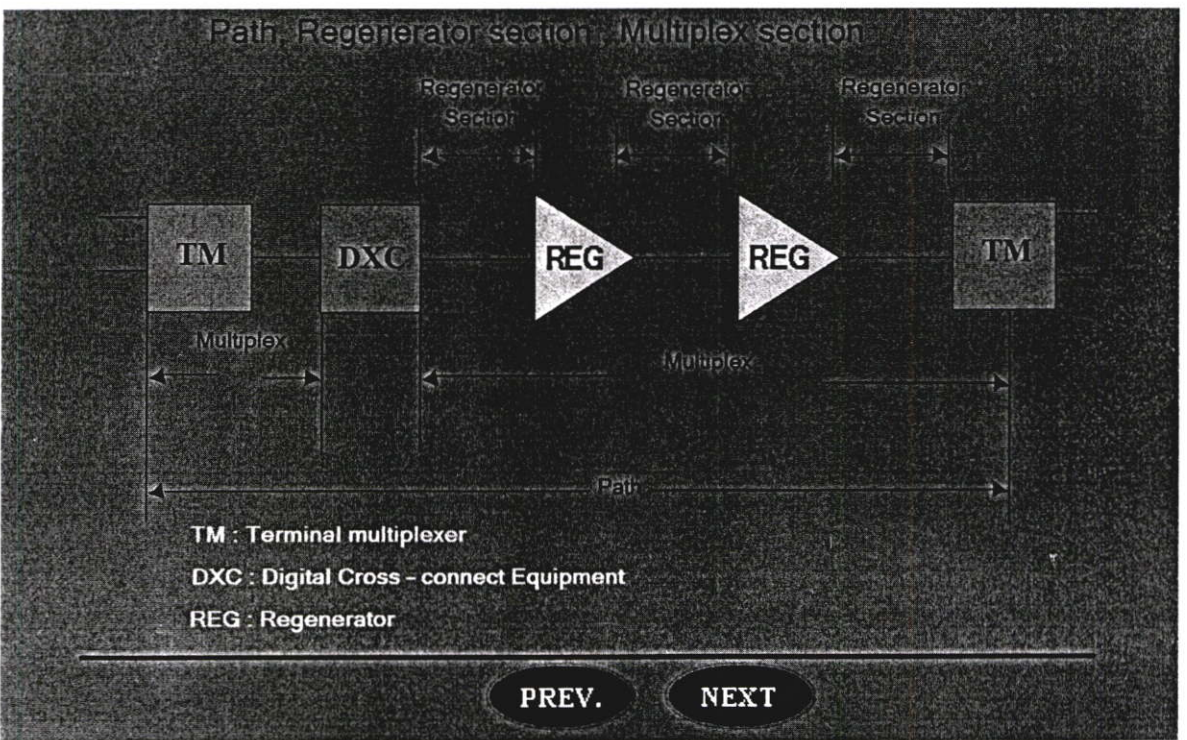 Path, Regenerator section , Multiplex section
Regenerator Section
Regenerator Section
Regenerator Section
TM
DXC
REG
REG
TM
Multiplex
Multiplex
Path
TM : Terminal multiplexer
DXC : Digital Cross – connect Equipment
REG : Regenerator
PREV.
NEXT